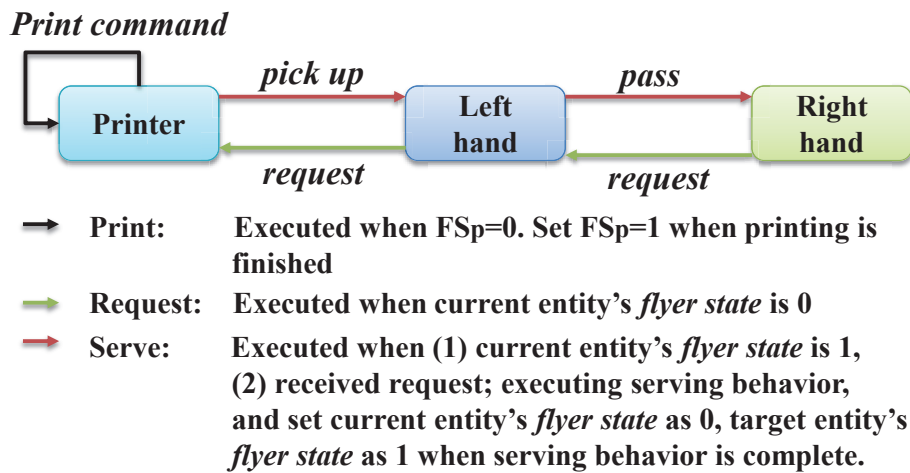 Print command
pick up
pass
Printer
Left
hand
Right
hand
request
request
Print: Executed when FSp=0. Set FSp=1 when printing is
finished
Request: Executed when current entity's flyer state is 0
Serve: Executed when (1) current entity's flyer state is 1,
(2) received request; executing serving behavior,
and set current entity's flyer state as 0, target entity's
flyer state as 1 when serving behavior is complete.